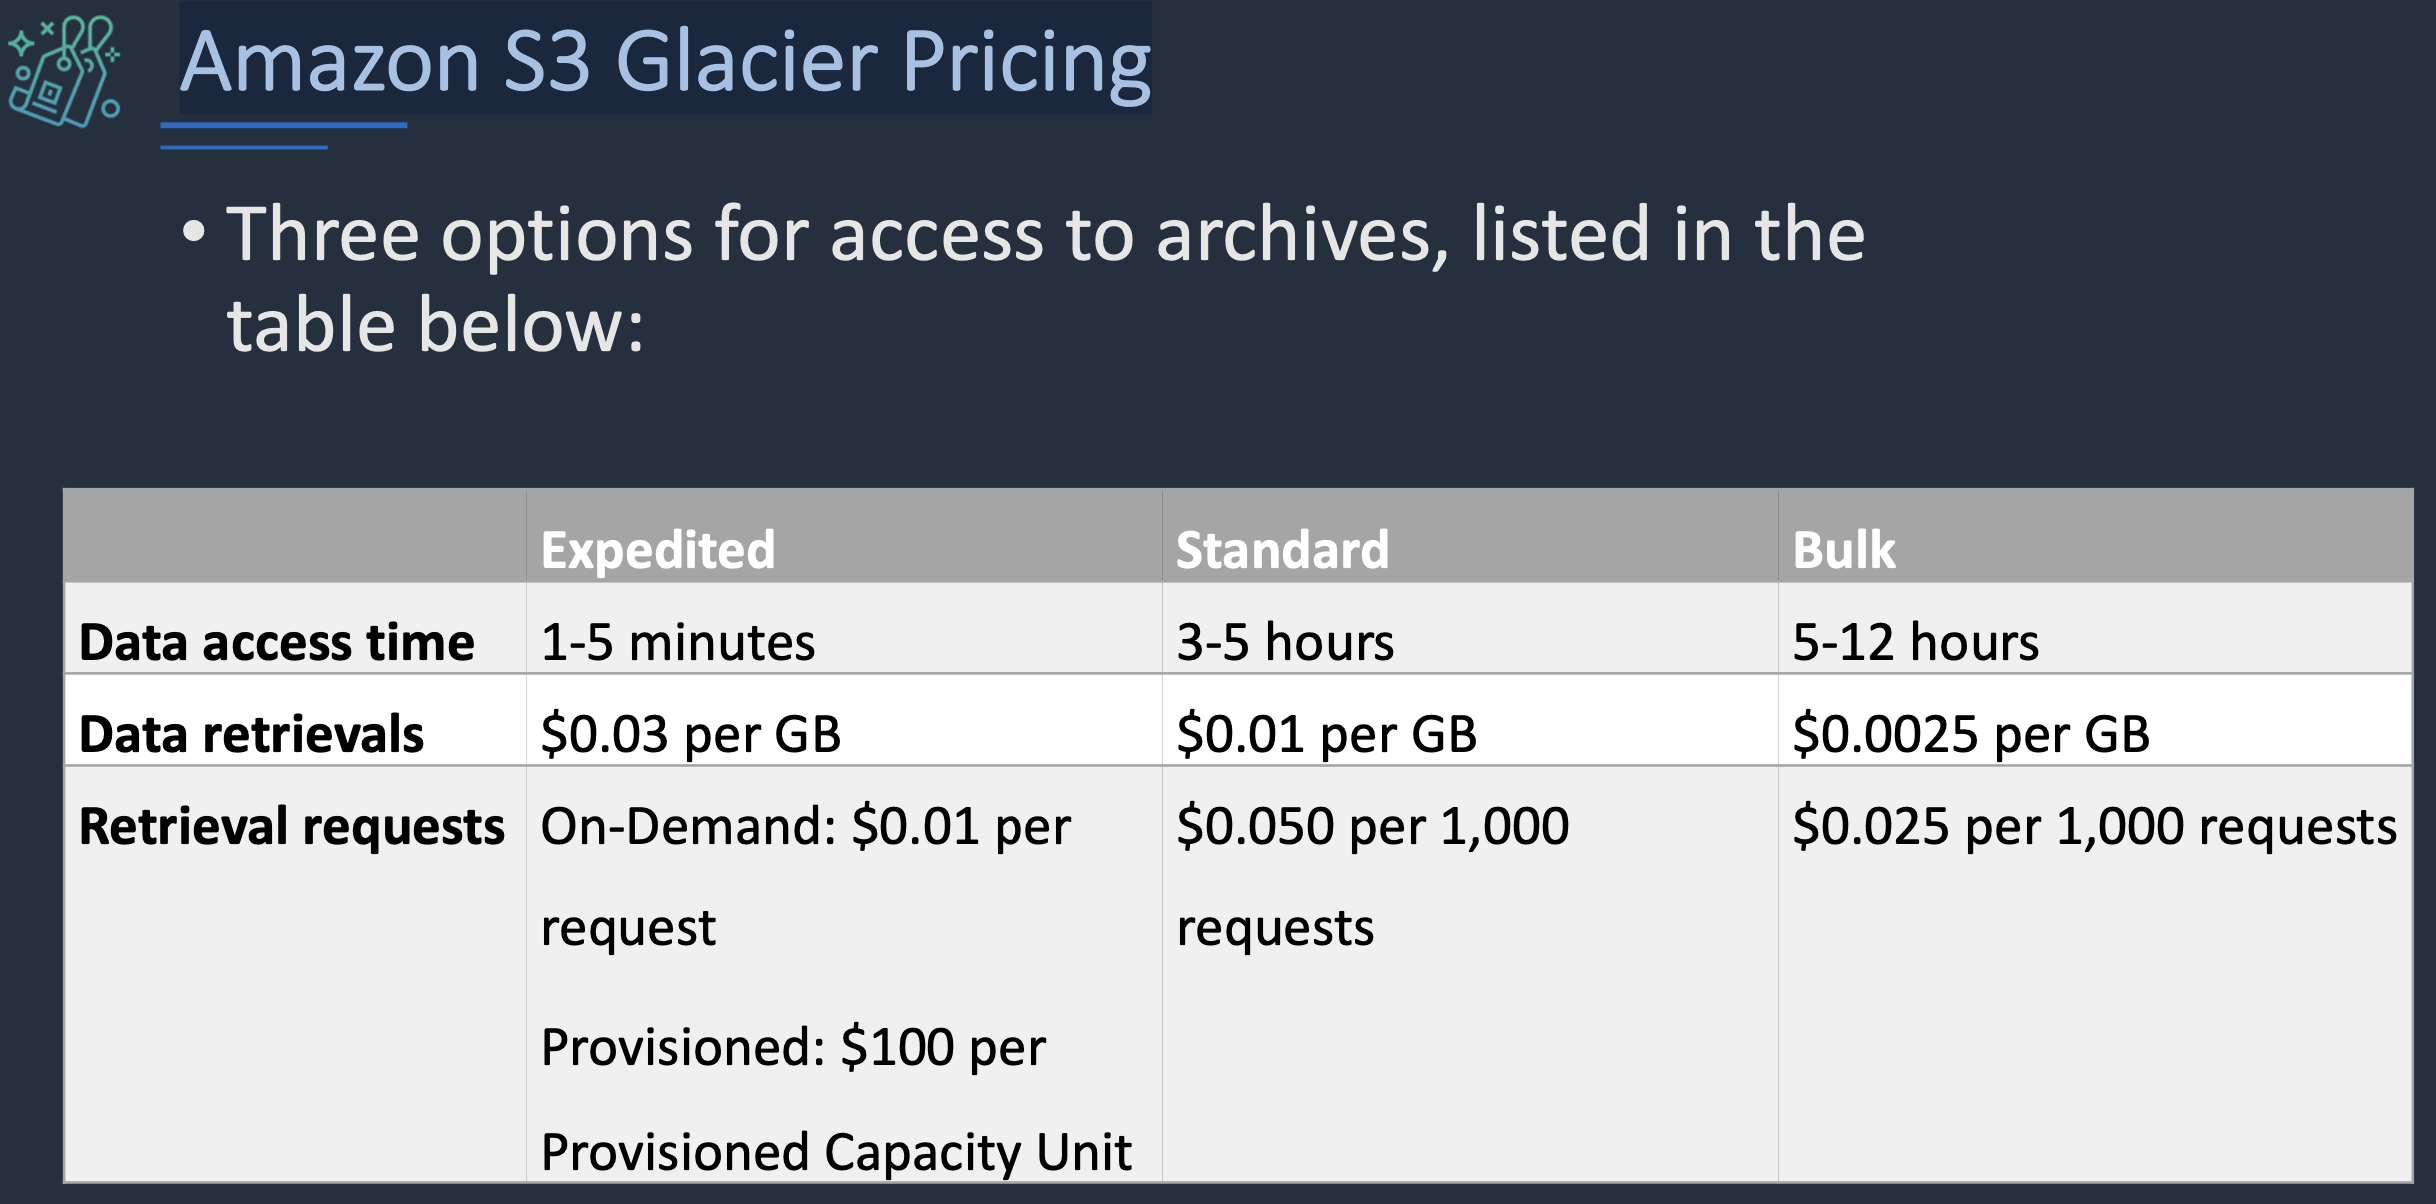 Amazon S3 Glacier Pricing
• Three options for access to archives, listed in the
table below:
Expedited Standard Bulk
Data access time 1-5 minutes 3-5 hours 5-12 hours
Data retrievals $0.03 per GB $0.01 per GB $0.0025 per GB
Retrieval requests On-Demand: $0.01 per $0.050 per 1,000 $0.025 per 1,000 requests
request requests
Provisioned: $100 per
Provisioned Capacity Unit